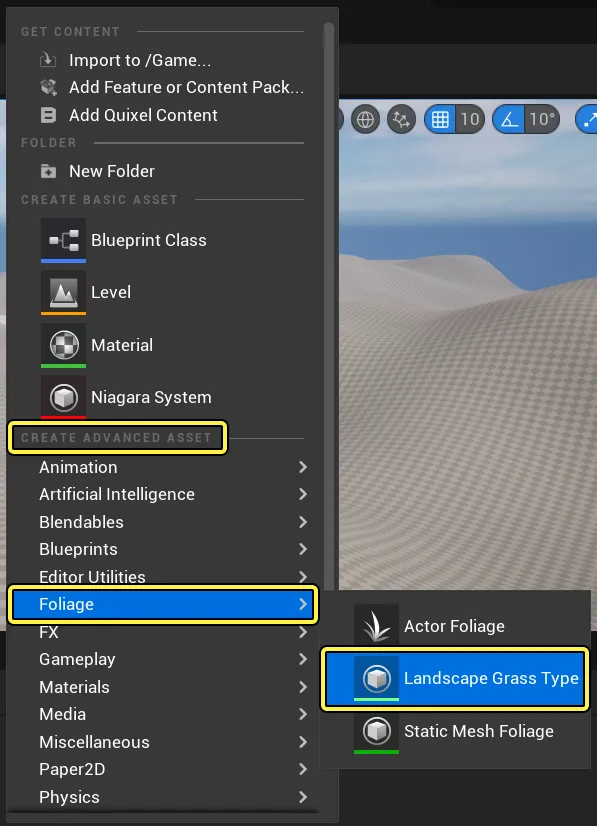 GET CONTENT
Import to /Game...
Add Feature or Content Pack...
Add Quixel Content
FOLDER
New Folder
CREATE BASIC ASSET
Blueprint Class
Level
Material
Niagara System
CREATE ADVANCED ASSET
Animation
Artificial Intelligence
Blendables
Blueprints
Editor Utilities
Foliage
FX
Gameplay
Materials
Media
Miscellaneous
Paper2D
Physics
10
10°
Actor Foliage
Landscape Grass Type
Static Mesh Foliage